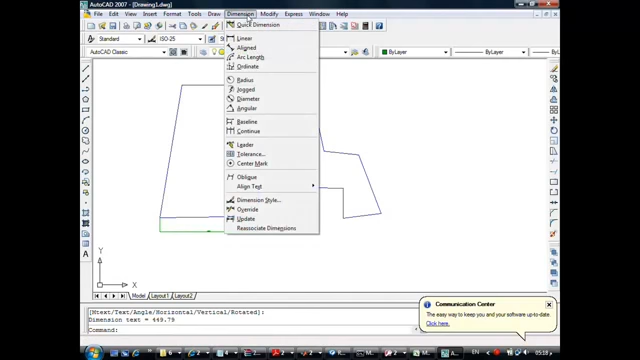 AutoCAD 2007 - [Drawing1.dwg]
File Edit View Insert Format Tools Draw Dimension Modify Express Window Help
Standard ISO-25
AutoCAD Classic
ByLayer ByLayer
Quick Dimension
Linear
Aligned
Arc Length
Ordinate
Radius
Jogged
Diameter
Angular
Baseline
Continue
Leader
Tolerance...
Center Mark
Oblique
Align Text
Dimension Style...
Override
Update
Reassociate Dimensions
Y
X
Model Layout1 Layout2
Communication Center
The easy way to keep you and your software up-to-date
Click here.
[Mtext/Text/Angle/Horizontal/Vertical/Rotated]:
Dimension text = 449.79
Command: